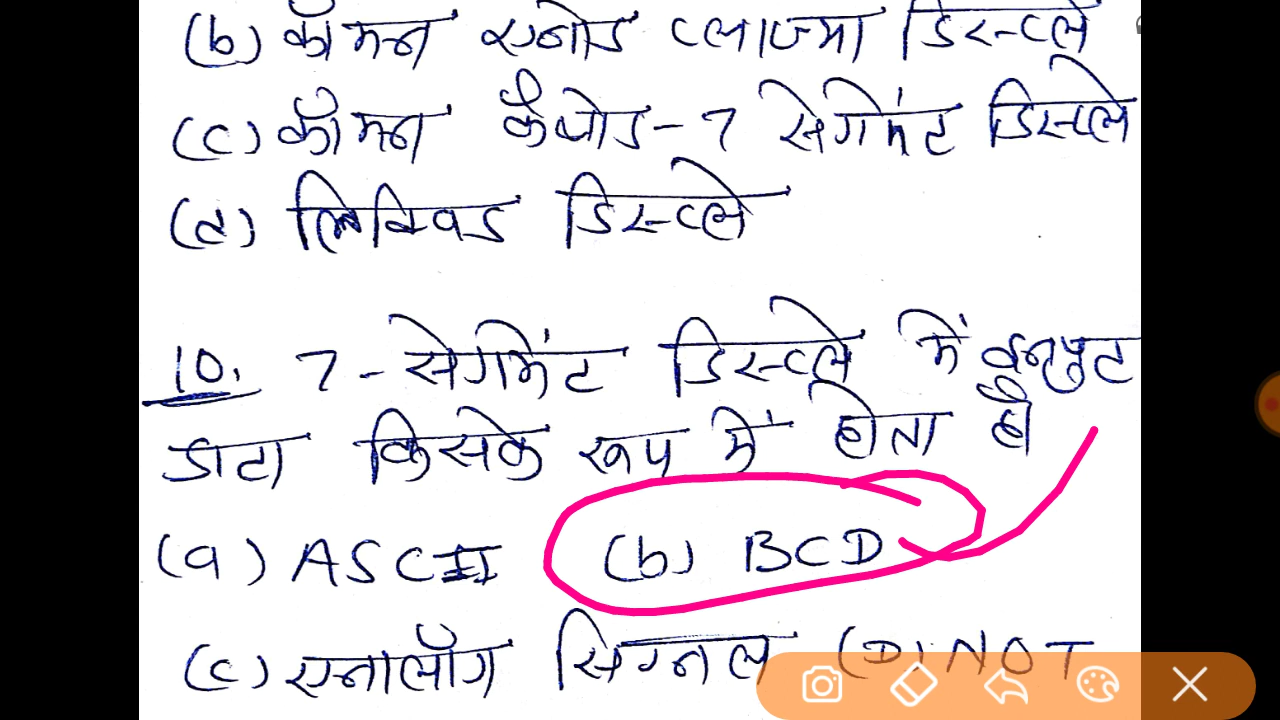 (b) कॉमन एनोड प्लाज्मा डिस्प्ले
(c) कॉमन कैथोड-7 सेगमेंट डिस्प्ले
(d) लिक्विड डिस्प्ले
10. 7-सेगमेंट डिस्प्ले में इनपुट
डाटा किसके रूप में होता है
(a) ASCII (b) BCD
(c) एनालॉग सिग्नल (D) NOT